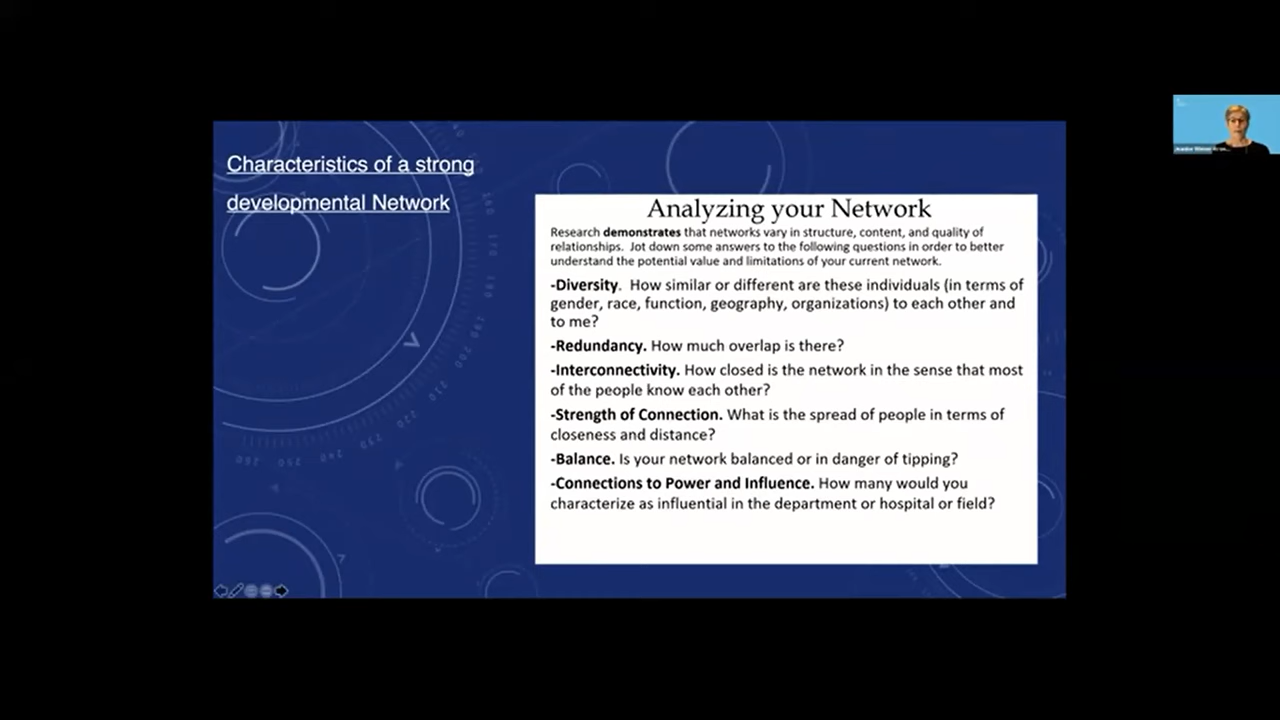 Characteristics of a strong
developmental Network
Analyzing your Network
Research demonstrates that networks vary in structure, content, and quality of
relationships. Jot down some answers to the following questions in order to better
understand the potential value and limitations of your current network.
-Diversity. How similar or different are these individuals (in terms of
gender, race, function, geography, organizations) to each other and
to me?
-Redundancy. How much overlap is there?
-Interconnectivity. How closed is the network in the sense that most
of the people know each other?
-Strength of Connection. What is the spread of people in terms of
closeness and distance?
-Balance. Is your network balanced or in danger of tipping?
-Connections to Power and Influence. How many would you
characterize as influential in the department or hospital or field?